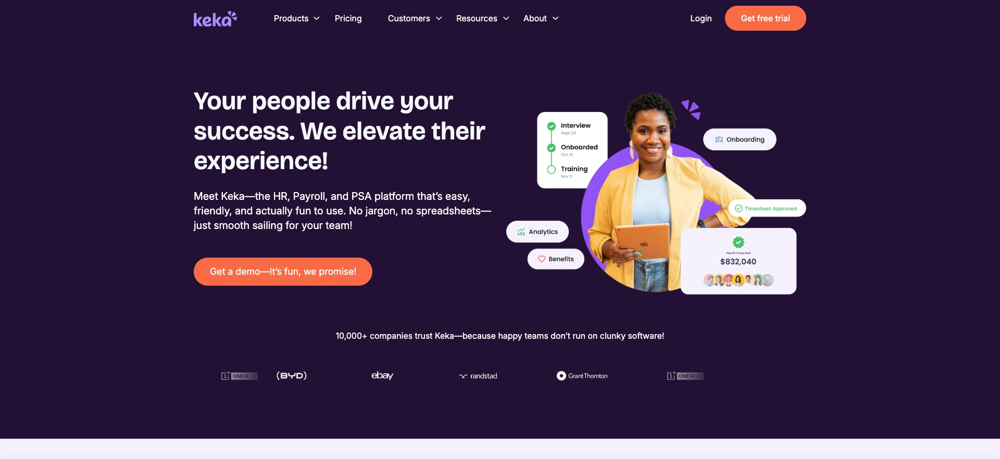 keka
Products
Pricing
Customers
Resources
About
Login
Get free trial
Your people drive your
success. We elevate their
experience!
Meet Keka—the HR, Payroll, and PSA platform that’s easy,
friendly, and actually fun to use. No jargon, no spreadsheets—
just smooth sailing for your team!
Get a demo—It’s fun, we promise!
Interview
Sept 24
Onboarded
Oct 16
Training
Nov 11
Onboarding
Timesheet Approved
Analytics
Benefits
Payroll Completed
$832,040
10,000+ companies trust Keka—because happy teams don’t run on clunky software!
1+ ONEPLUS
BYD
ebay
randstad
GrantThornton
1+ ONEPLUS